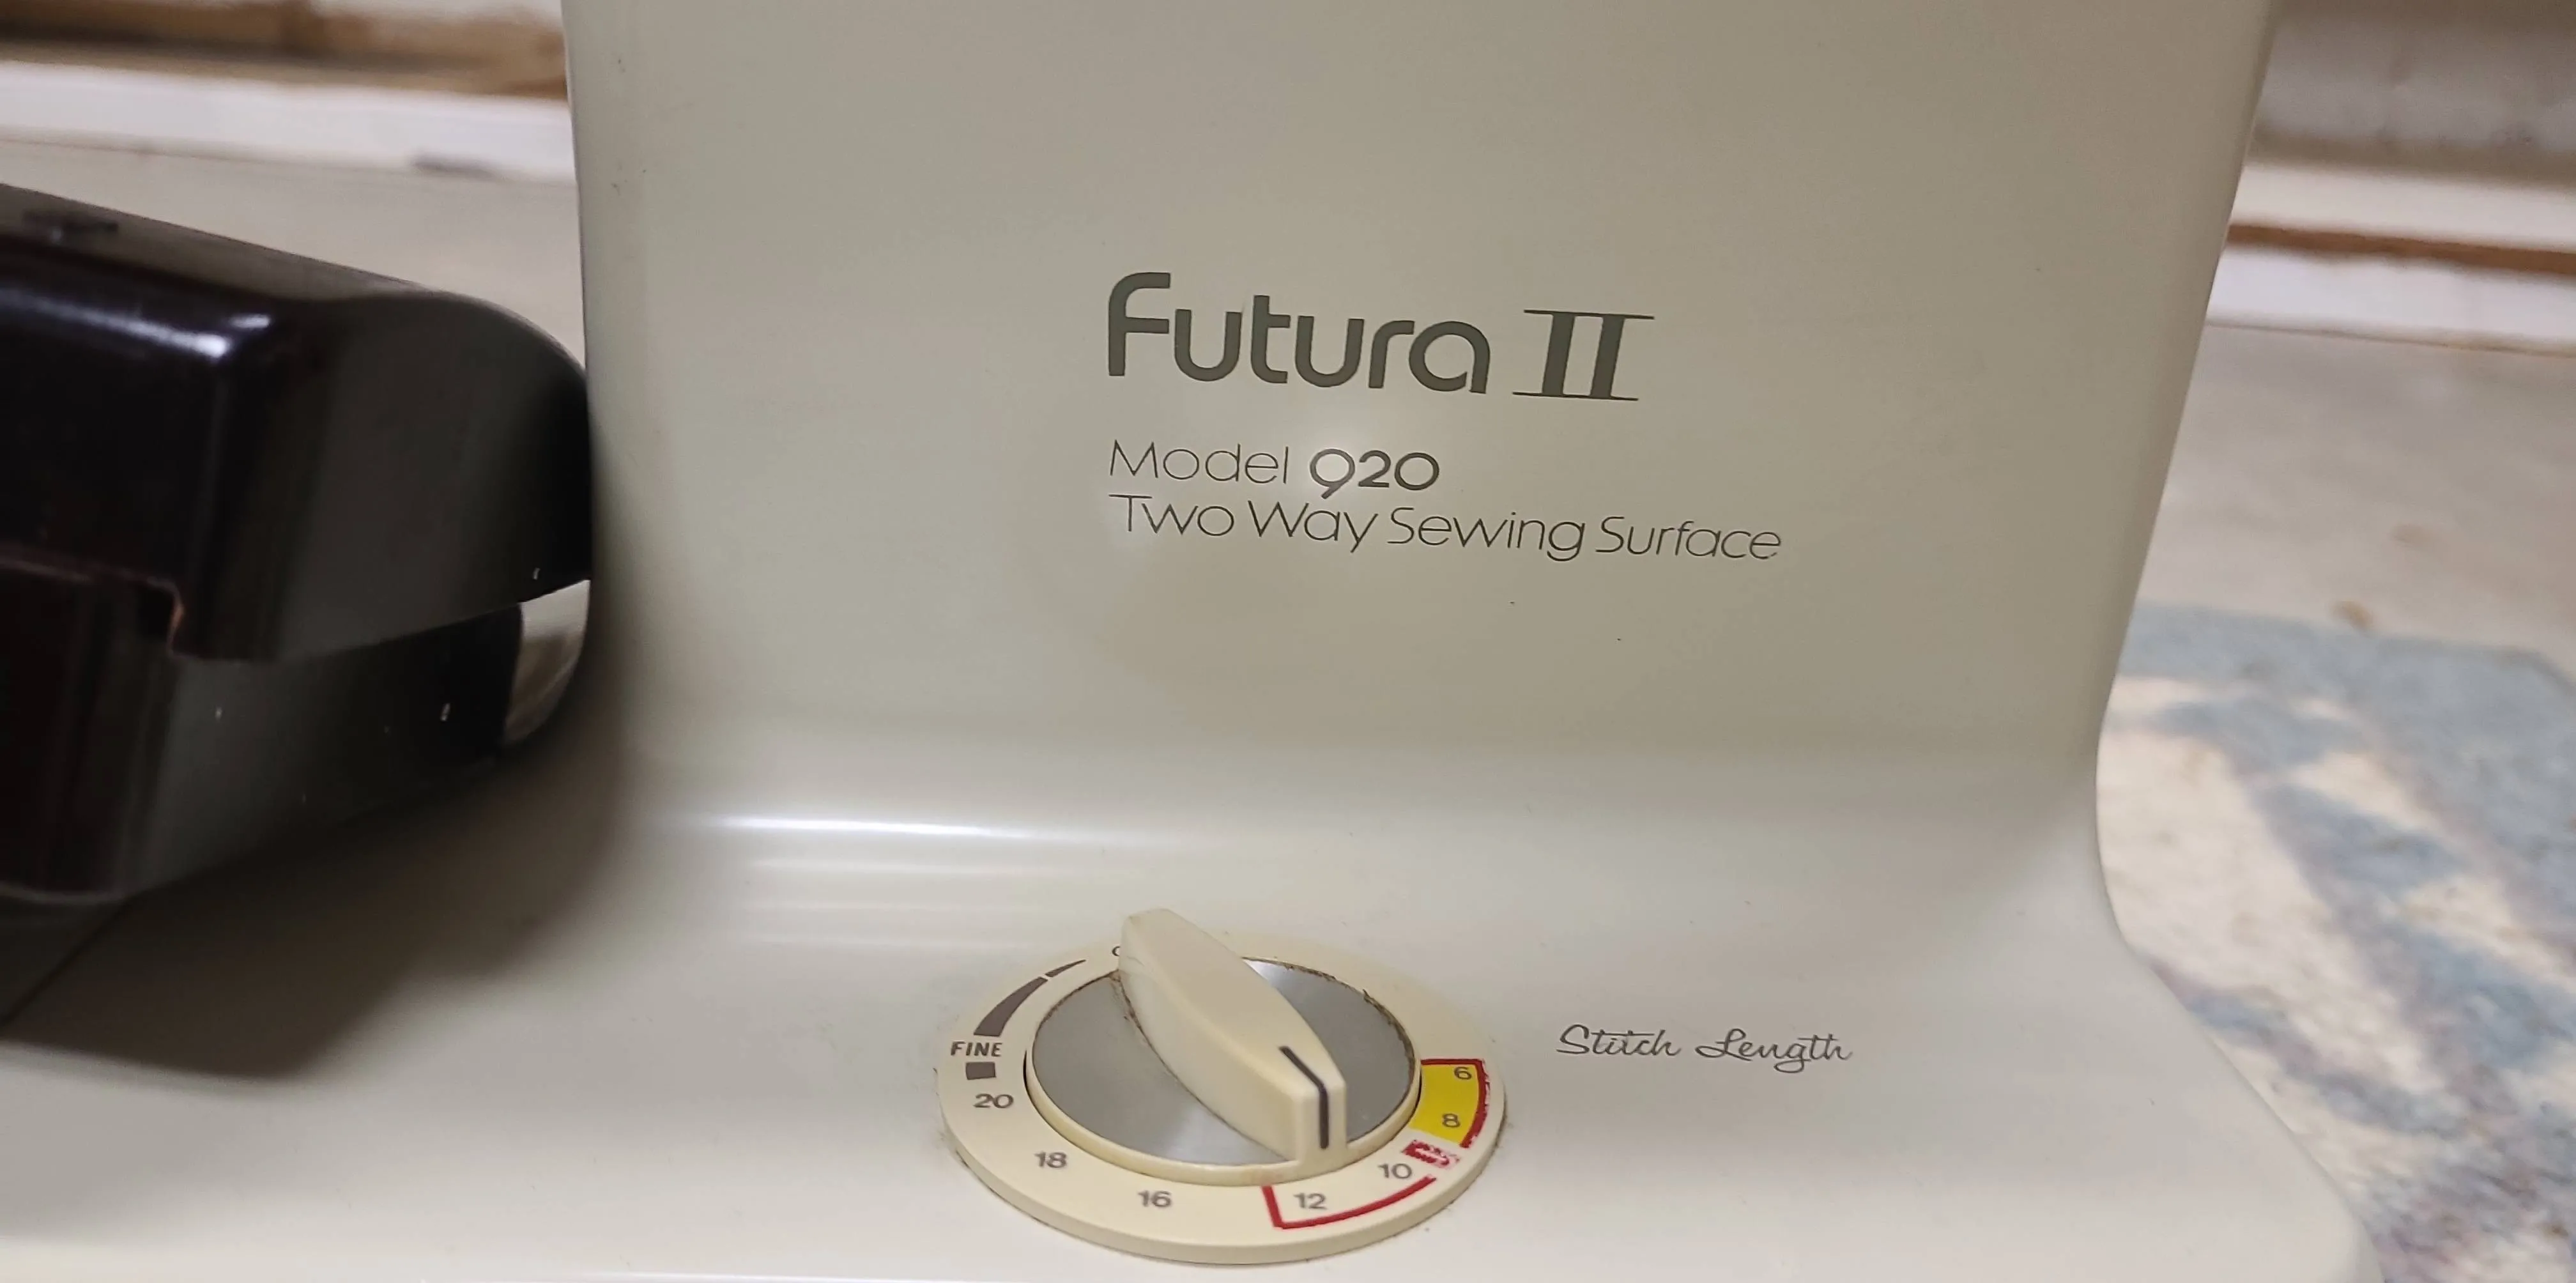 Futura II
Model 920
Two Way Sewing Surface
Stitch Length
FINE
20
18
16
12
10
8
6